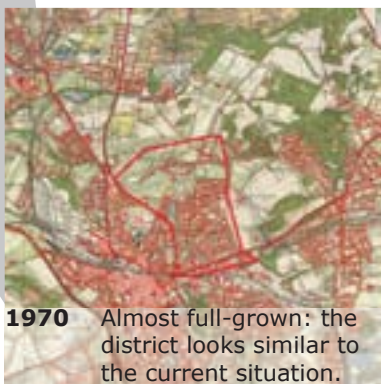 1970 Almost full-grown: the
district looks similar to
the current situation.